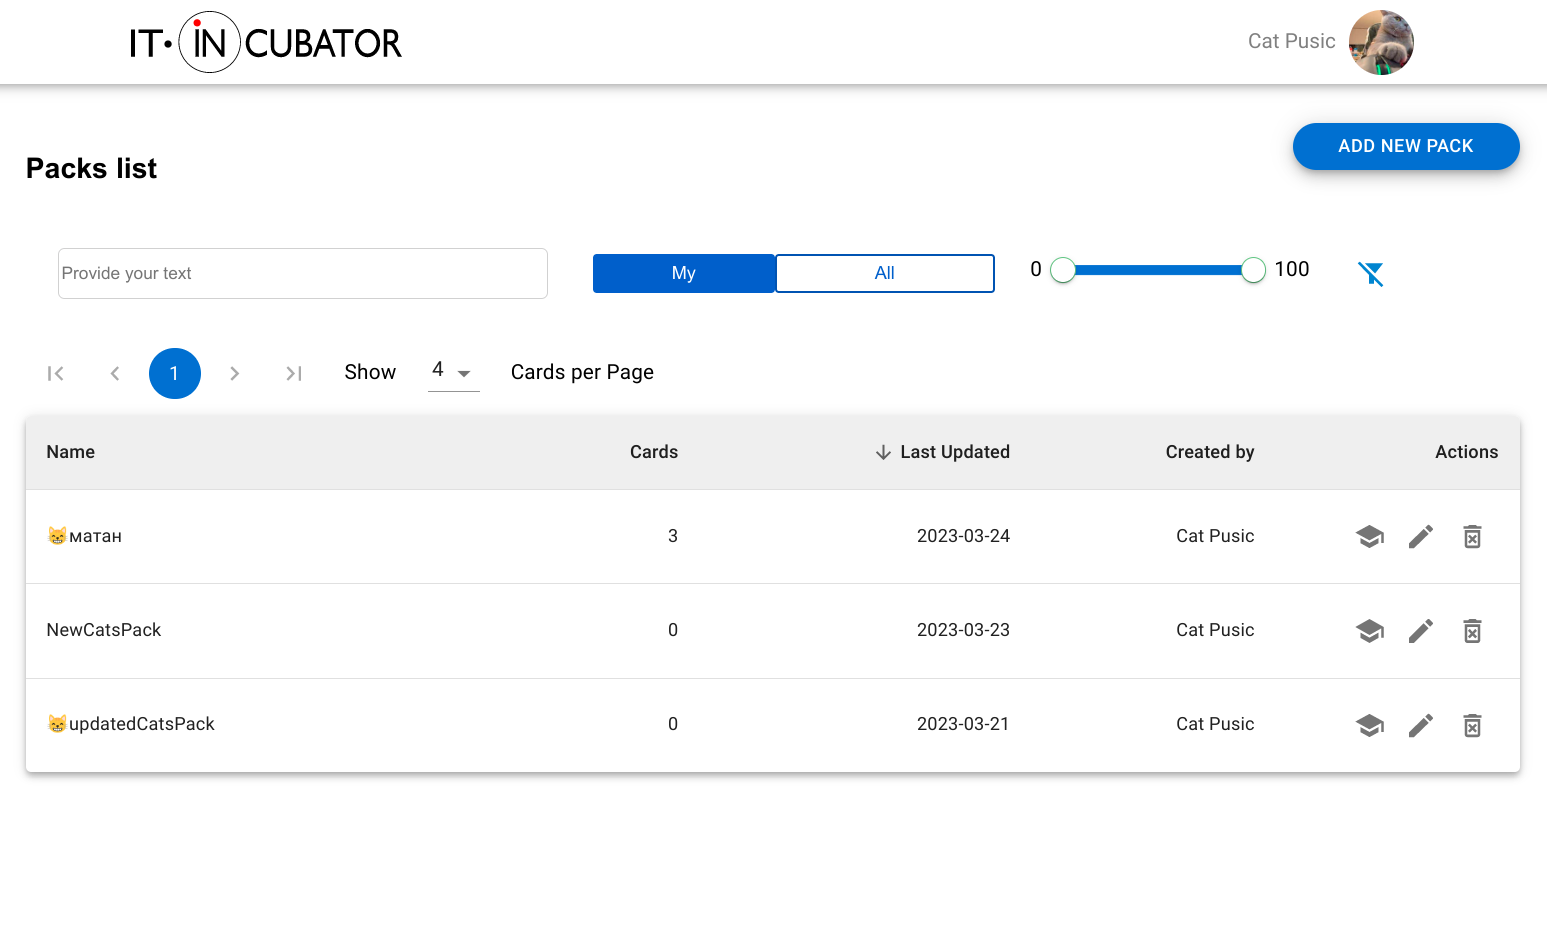 IT·INCUBATOR
Cat Pusic
ADD NEW PACK
Packs list
Provide your text
My
All
0
100
1
Show
4
Cards per Page
Name Cards Last Updated Created by Actions
😸матан 3 2023-03-24 Cat Pusic
NewCatsPack 0 2023-03-23 Cat Pusic
😸updatedCatsPack 0 2023-03-21 Cat Pusic